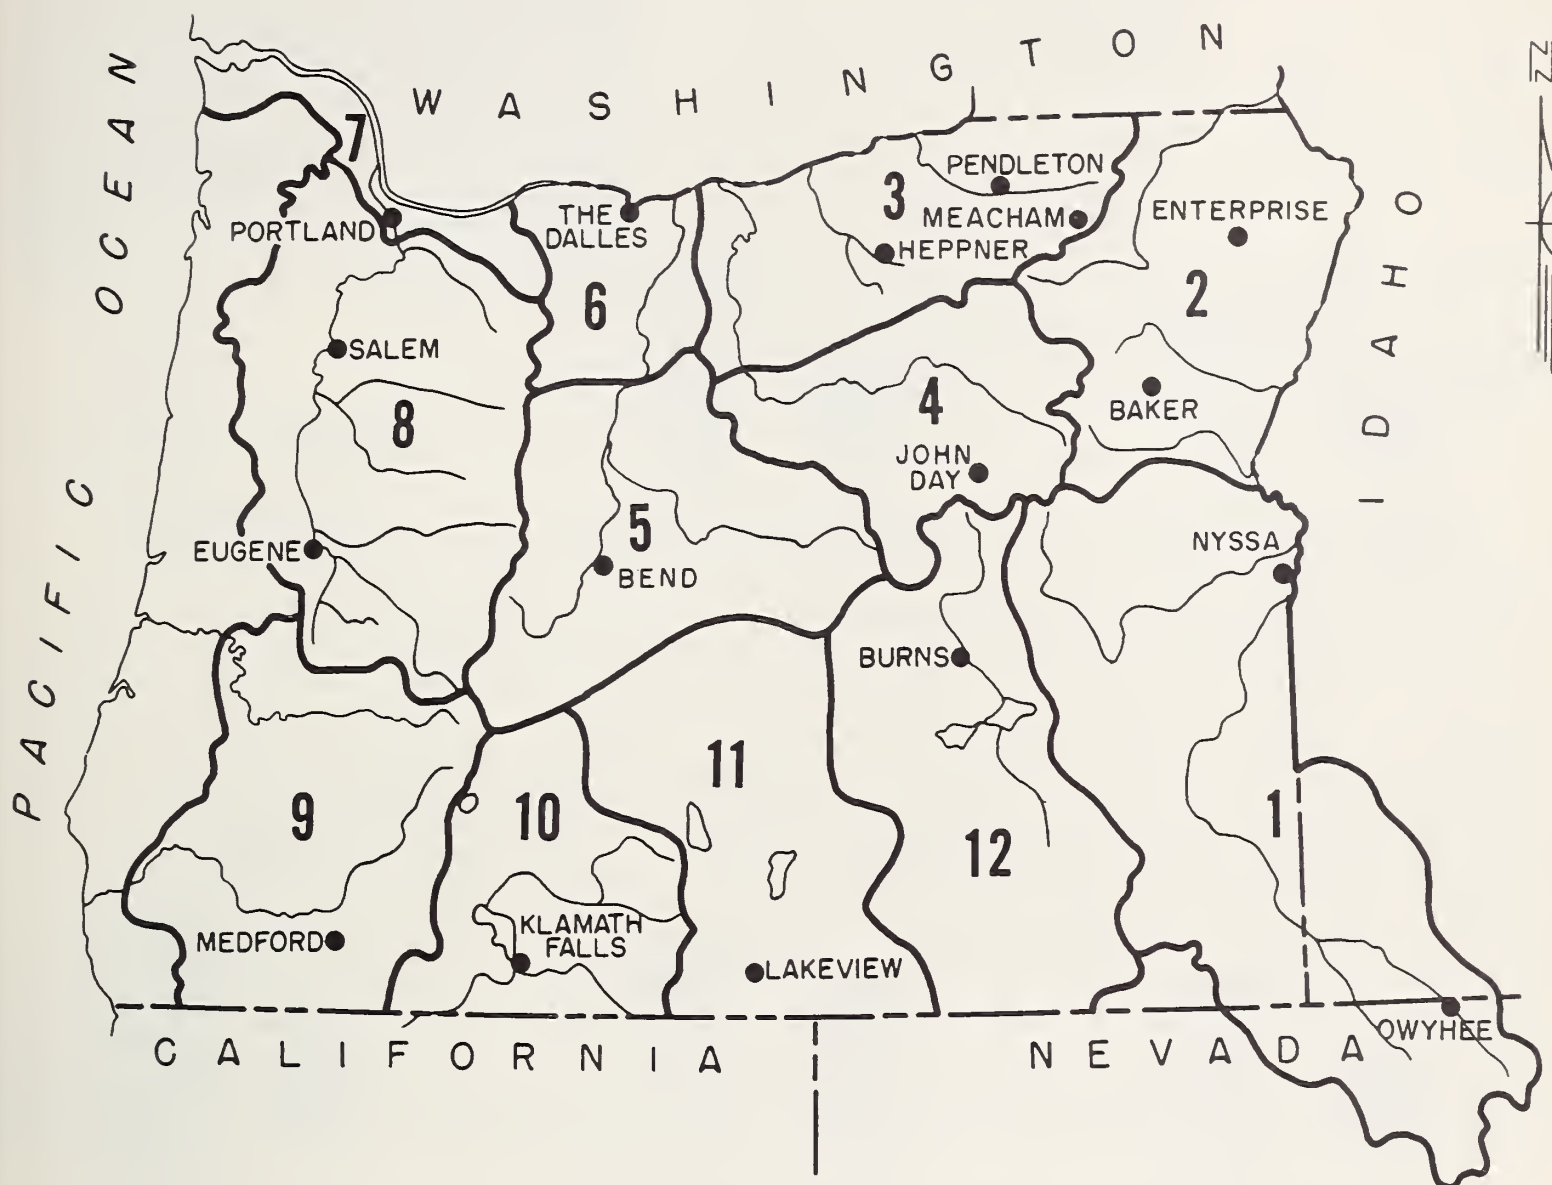 WASHINGTON
PACIFIC OCEAN
IDAHO
N
7
3
PENDLETON
MEACHAM
HEPPNER
ENTERPRISE
THE
DALLES
PORTLAND
6
2
SALEM
8
4
BAKER
JOHN
DAY
5
BEND
NYSSA
EUGENE
BURNS
11
9
10
12
1
MEDFORD
KLAMATH
FALLS
LAKEVIEW
OWYHEE
CALIFORNIA
NEVADA